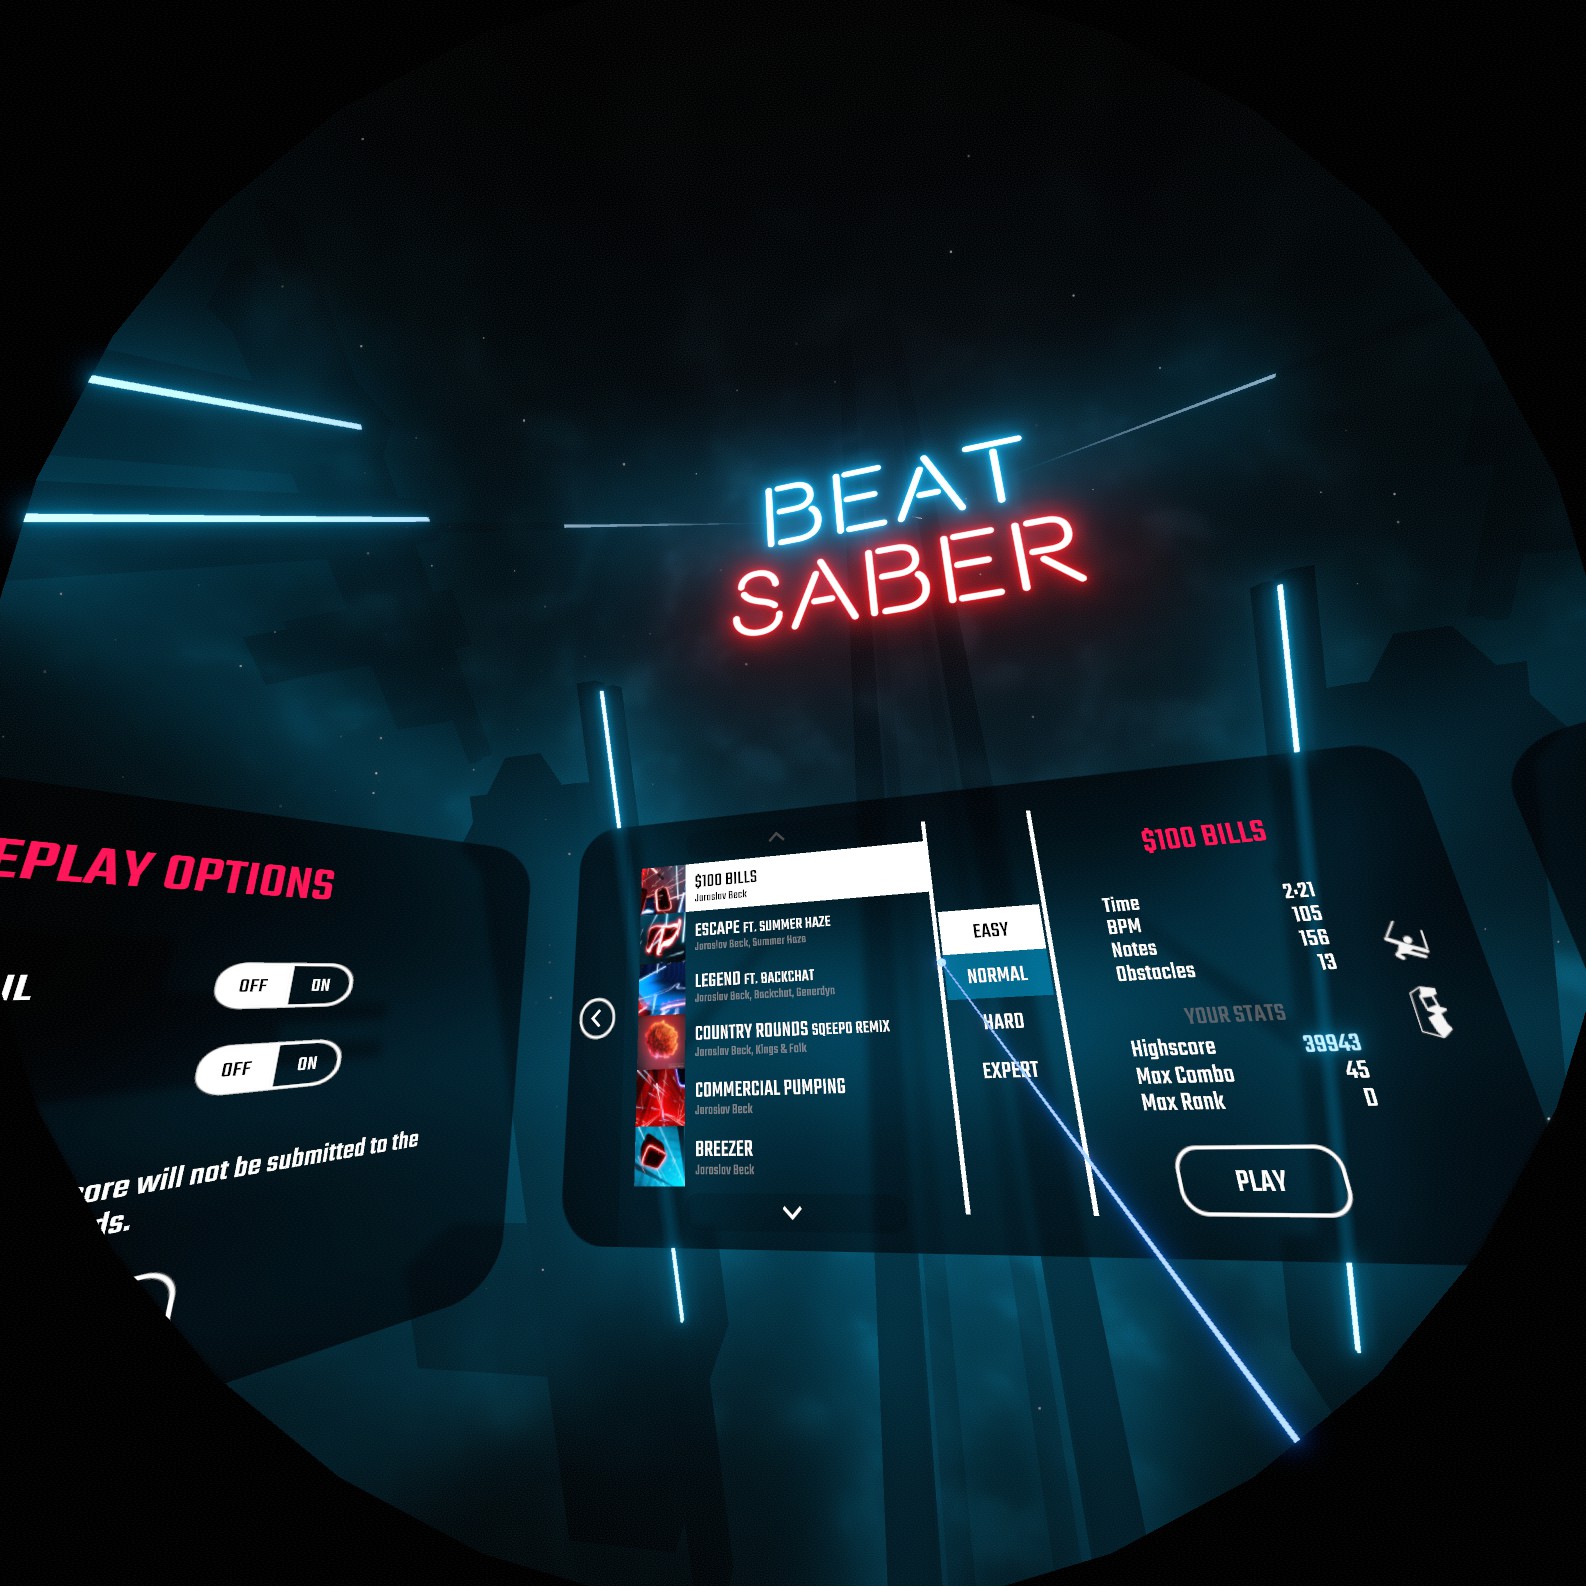 BEAT
SABER
EPLAY OPTIONS
IL
OFF ON
OFF ON
ore will not be submitted to the
ds.
$100 BILLS
Jaroslav Beck
ESCAPE FT. SUMMER HAZE
Jaroslav Beck, Summer Haze
LEGEND FT. BACKCHAT
Jaroslav Beck, Backchat, Generdyn
COUNTRY ROUNDS SQEEPO REMIX
Jaroslav Beck, Kings & Folk
COMMERCIAL PUMPING
Jaroslav Beck
BREEZER
Jaroslav Beck
EASY
NORMAL
HARD
EXPERT
$100 BILLS
Time 2:21
BPM 105
Notes 156
Obstacles 13
YOUR STATS
Highscore 39943
Max Combo 45
Max Rank D
PLAY